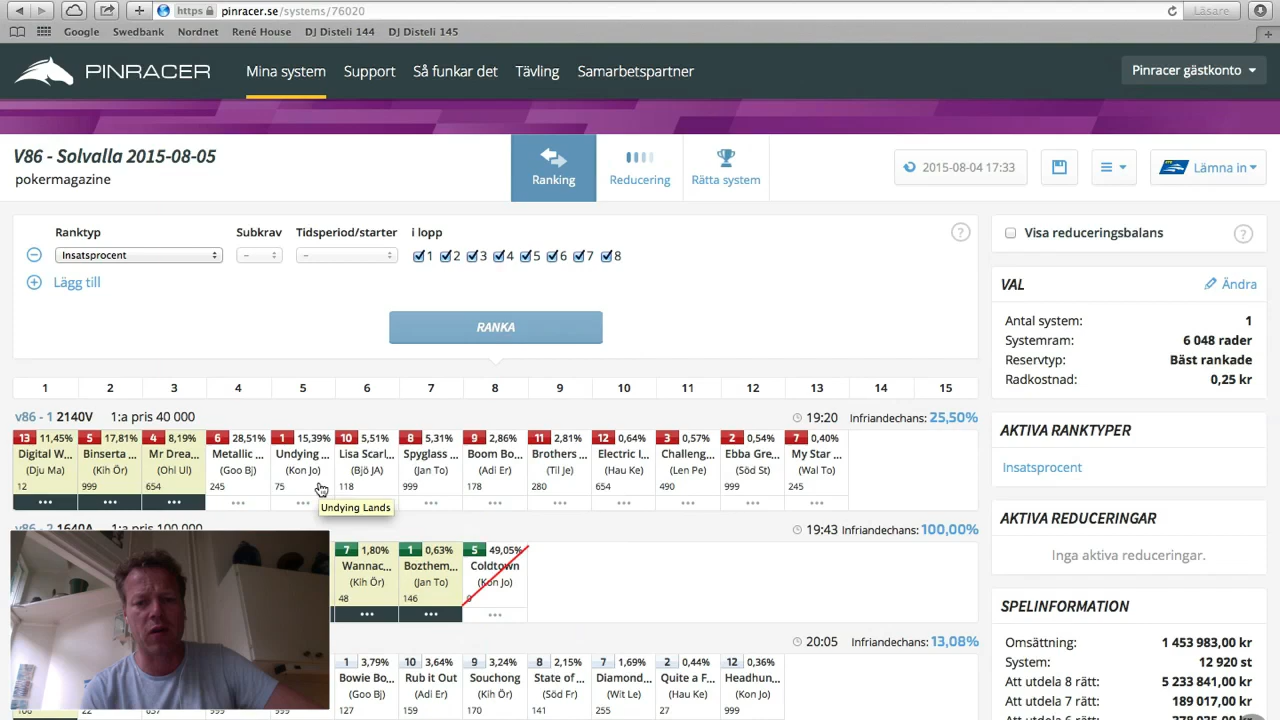 https pinracer.se/systems/76020 Läsare
Google Swedbank Nordnet René House DJ Disteli 144 DJ Disteli 145
PINRACER Mina system Support Så funkar det Tävling Samarbetspartner Pinracer gästkonto
V86 - Solvalla 2015-08-05
pokermagazine
Ranking Reducering Rätta system 2015-08-04 17:33 Lämna in
Ranktyp Subkrav Tidsperiod/starter i lopp ?
Insatsprocent – – 1 2 3 4 5 6 7 8
Lägg till
RANKA
1 2 3 4 5 6 7 8 9 10 11 12 13 14 15
v86 - 1 2140V 1:a pris 40 000 19:20 Infriandechans: 25,50%
13 11,45% 5 17,81% 4 8,19% 6 28,51% 1 15,39% 10 5,51% 8 5,31% 9 2,86% 11 2,81% 12 0,64% 3 0,57% 2 0,54% 7 0,40%
Digital W... Binserta ... Mr Drea... Metallic ... Undying ... Lisa Scarl... Spyglass ... Boom Bo... Brothers ... Electric I... Challeng... Ebba Gre... My Star ...
(Dju Ma) (Kih Ör) (Ohl Ul) (Goo Bj) (Kon Jo) (Bjö JA) (Jan To) (Adi Er) (Til Je) (Hau Ke) (Len Pe) (Söd St) (Wal To)
12 999 654 245 75 118 999 178 280 654 490 999 245
Undying Lands
v86 - 2 1640A 1:a pris 100 000 19:43 Infriandechans: 100,00%
7 1,80% 1 0,63% 5 49,05%
Wannac... Bozthem... Coldtown
(Kih Ör) (Jan To) (Kon Jo)
48 146 0
20:05 Infriandechans: 13,08%
1 3,79% 10 3,64% 9 3,24% 8 2,15% 7 1,69% 2 0,44% 12 0,36%
Bowie Bo... Rub it Out Souchong State of ... Diamond... Quite a F... Headhun...
(Goo Bj) (Adi Er) (Kih Ör) (Söd Fr) (Wit Le) (Hau Ke) (Kon Jo)
127 159 170 141 255 27 999
Visa reduceringsbalans ?
VAL Ändra
Antal system: 1
Systemram: 6 048 rader
Reservtyp: Bäst rankade
Radkostnad: 0,25 kr
AKTIVA RANKTYPER
Insatsprocent
AKTIVA REDUCERINGAR
Inga aktiva reduceringar.
SPELINFORMATION
Omsättning: 1 453 983,00 kr
System: 12 920 st
Att utdela 8 rätt: 5 233 841,00 kr
Att utdela 7 rätt: 189 017,00 kr